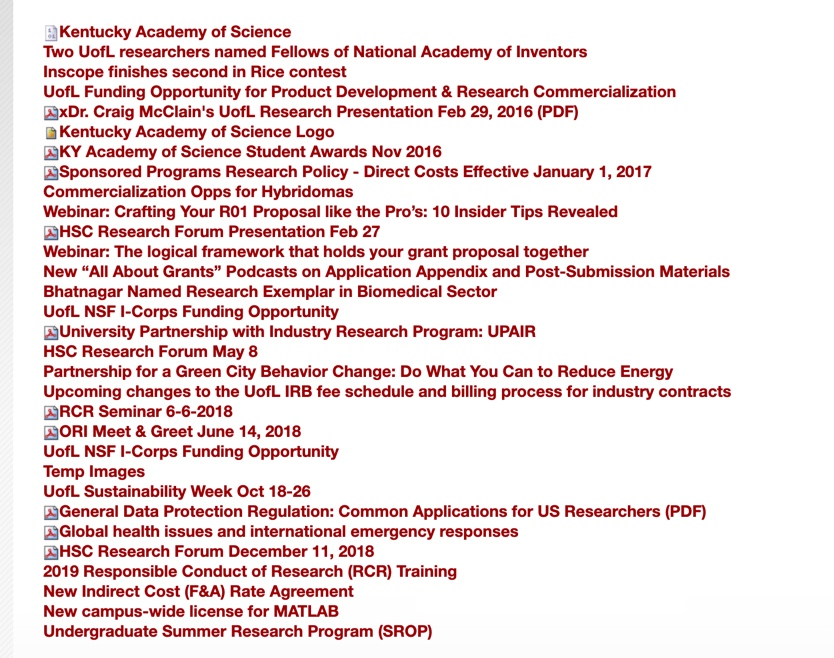 Kentucky Academy of Science
Two UofL researchers named Fellows of National Academy of Inventors
Inscope finishes second in Rice contest
UofL Funding Opportunity for Product Development & Research Commercialization
xDr. Craig McClain's UofL Research Presentation Feb 29, 2016 (PDF)
Kentucky Academy of Science Logo
KY Academy of Science Student Awards Nov 2016
Sponsored Programs Research Policy - Direct Costs Effective January 1, 2017
Commercialization Opps for Hybridomas
Webinar: Crafting Your R01 Proposal like the Pro’s: 10 Insider Tips Revealed
HSC Research Forum Presentation Feb 27
Webinar: The logical framework that holds your grant proposal together
New “All About Grants” Podcasts on Application Appendix and Post-Submission Materials
Bhatnagar Named Research Exemplar in Biomedical Sector
UofL NSF I-Corps Funding Opportunity
University Partnership with Industry Research Program: UPAIR
HSC Research Forum May 8
Partnership for a Green City Behavior Change: Do What You Can to Reduce Energy
Upcoming changes to the UofL IRB fee schedule and billing process for industry contracts
RCR Seminar 6-6-2018
ORI Meet & Greet June 14, 2018
UofL NSF I-Corps Funding Opportunity
Temp Images
UofL Sustainability Week Oct 18-26
General Data Protection Regulation: Common Applications for US Researchers (PDF)
Global health issues and international emergency responses
HSC Research Forum December 11, 2018
2019 Responsible Conduct of Research (RCR) Training
New Indirect Cost (F&A) Rate Agreement
New campus-wide license for MATLAB
Undergraduate Summer Research Program (SROP)